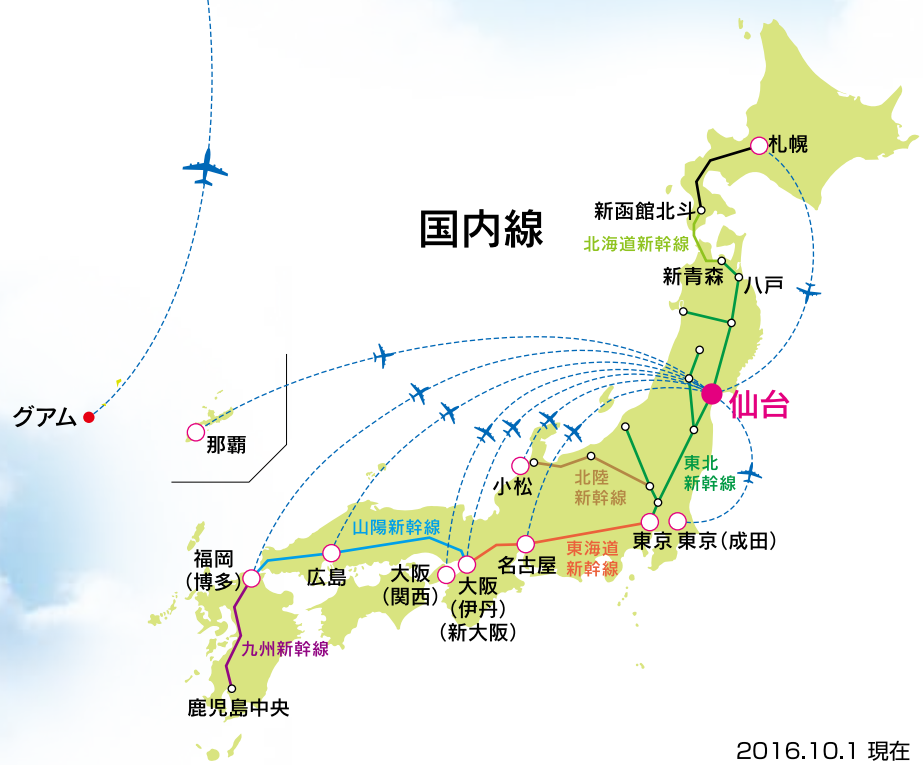 国内線
札幌
新函館北斗
北海道新幹線
新青森
八戸
仙台
グアム
那覇
小松
北陸
新幹線
東北
新幹線
東京
東京（成田）
東海道
新幹線
名古屋
山陽新幹線
福岡
（博多）
広島
大阪
（関西）
大阪
（伊丹）
（新大阪）
九州新幹線
鹿児島中央
2016.10.1 現在